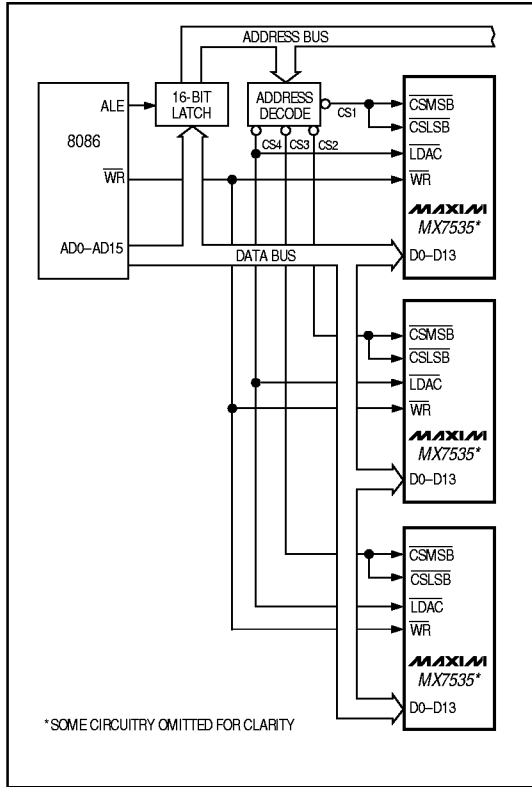 ADDRESS BUS
ALE
16-BIT
LATCH
ADDRESS
DECODE
CS1
CS4
CS3
CS2
8086
WR
AD0–AD15
DATA BUS
CSMSB
CSLSB
LDAC
WR
MAXIM
MX7535*
D0–D13
CSMSB
CSLSB
LDAC
WR
MAXIM
MX7535*
D0–D13
CSMSB
CSLSB
LDAC
WR
MAXIM
MX7535*
D0–D13
*SOME CIRCUITRY OMITTED FOR CLARITY